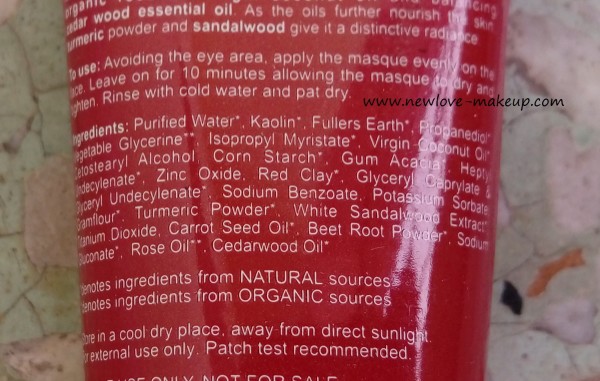 organic
cedar wood essential oil As the oils further nourish the skin
turmeric powder and sandalwood give it a distinctive radiance
To use: Avoiding the eye area, apply the masque evenly on the
face. Leave on for 10 minutes allowing the masque to dry and
tighten. Rinse with cold water and pat dry.
www.newlove-makeup.com
Ingredients: Purified Water*, Kaolin*, Fullers Earth*, Propanediol*
Vegetable Glycerine**, Isopropyl Myristate*, Virgin Coconut Oil*
Cetostearyl Alcohol, Corn Starch*, Gum Acacia*, Heptyl
Undecylenate*, Zinc Oxide, Red Clay*, Glyceryl Caprylate &
Glyceryl Undecylenate*, Sodium Benzoate, Potassium Sorbate
Gramflour*, Turmeric Powder*, White Sandalwood Extract*
Titanium Dioxide, Carrot Seed Oil*, Beet Root Powder*, Sodium
Gluconate*, Rose Oil**, Cedarwood Oil*
denotes ingredients from NATURAL sources
denotes ingredients from ORGANIC sources
Store in a cool dry place, away from direct sunlight.
For external use only. Patch test recommended.
USE ONLY, NOT FOR SALE